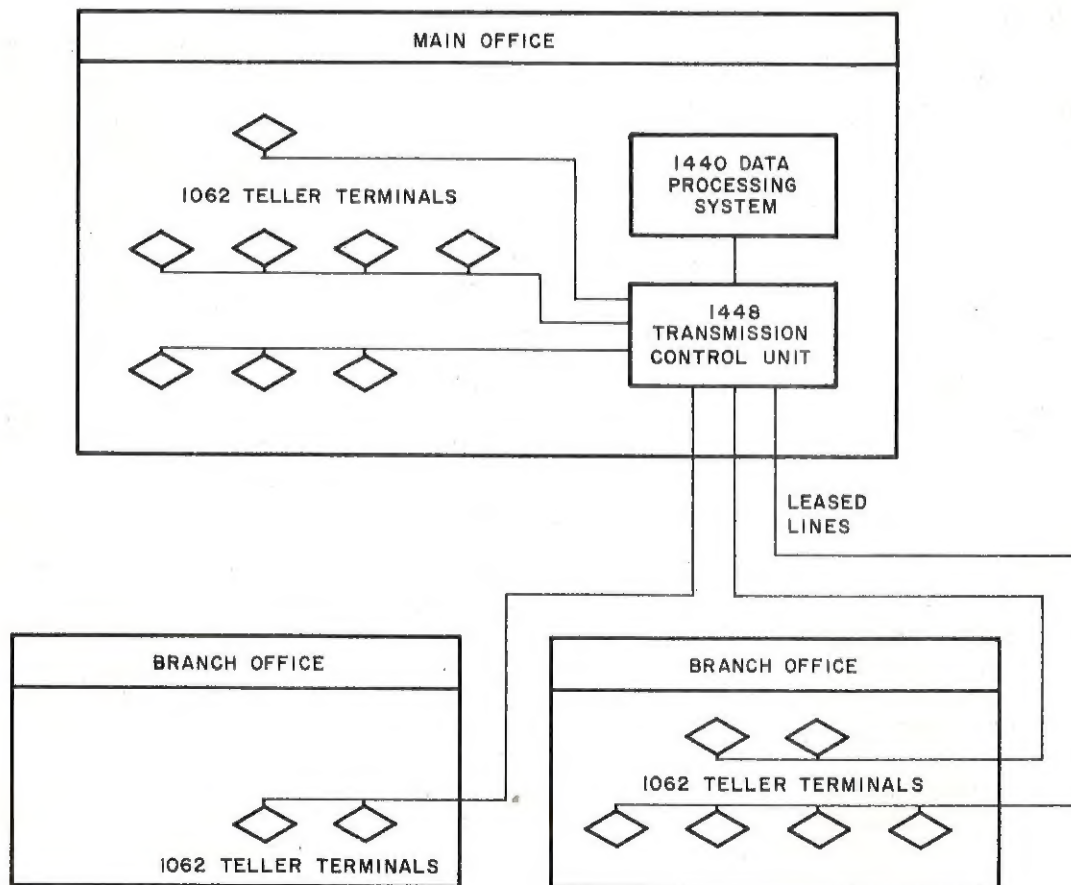 MAIN OFFICE
1062 TELLER TERMINALS
1440 DATA
PROCESSING
SYSTEM
1448
TRANSMISSION
CONTROL UNIT
LEASED
LINES
BRANCH OFFICE
1062 TELLER TERMINALS
BRANCH OFFICE
1062 TELLER TERMINALS